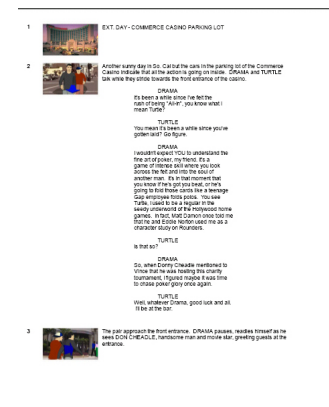 1 EXT. DAY - COMMERCE CASINO PARKING LOT
2 Another sunny day in So. Cal but the cars in the parking lot of the Commerce
Casino indicate that all the action is going on inside. DRAMA and TURTLE
talk while they stride towards the front entrance of the casino.
DRAMA
It's been a while since I've felt the
rush of being "All-in", you know what I
mean Turtle?
TURTLE
You mean it's been a while since you've
gotten laid? Go figure.
DRAMA
I wouldn't expect YOU to understand the
fine art of poker, my friend. It's a
game of intense skill where you look
across the felt and into the soul of
another man. It's in that moment that
you know if he's got you beat, or he's
going to fold those cards like a teenage
Gap employee folds polos. You see
Turtle, I used to be a regular in the
seedy underworld of the Hollywood home
games. In fact, Matt Damon once told me
that he and Eddie Norton used me as a
character study on Rounders.
TURTLE
Is that so?
DRAMA
So, when Donny Cheadle mentioned to
Vince that he was hosting this charity
tournament, I figured maybe it was time
to chase poker glory once again.
TURTLE
Well, whatever Drama, good luck and all.
I'll be at the bar.
3 The pair approach the front entrance. DRAMA pauses, readies himself as he
sees DON CHEADLE, handsome man and movie star, greeting guests at the
entrance.